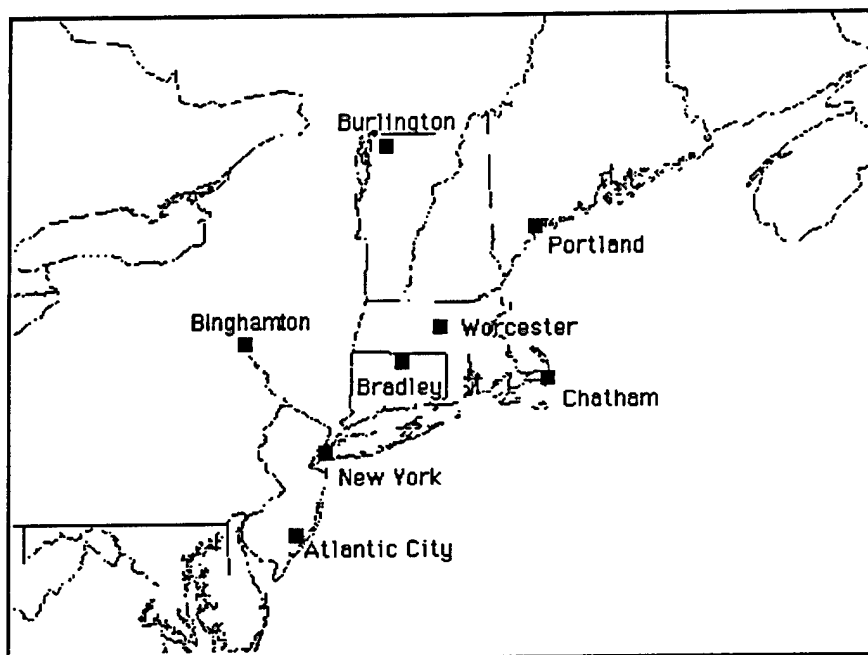 Burlington
Portland
Binghamton
Worcester
Bradley
Chatham
New York
Atlantic City